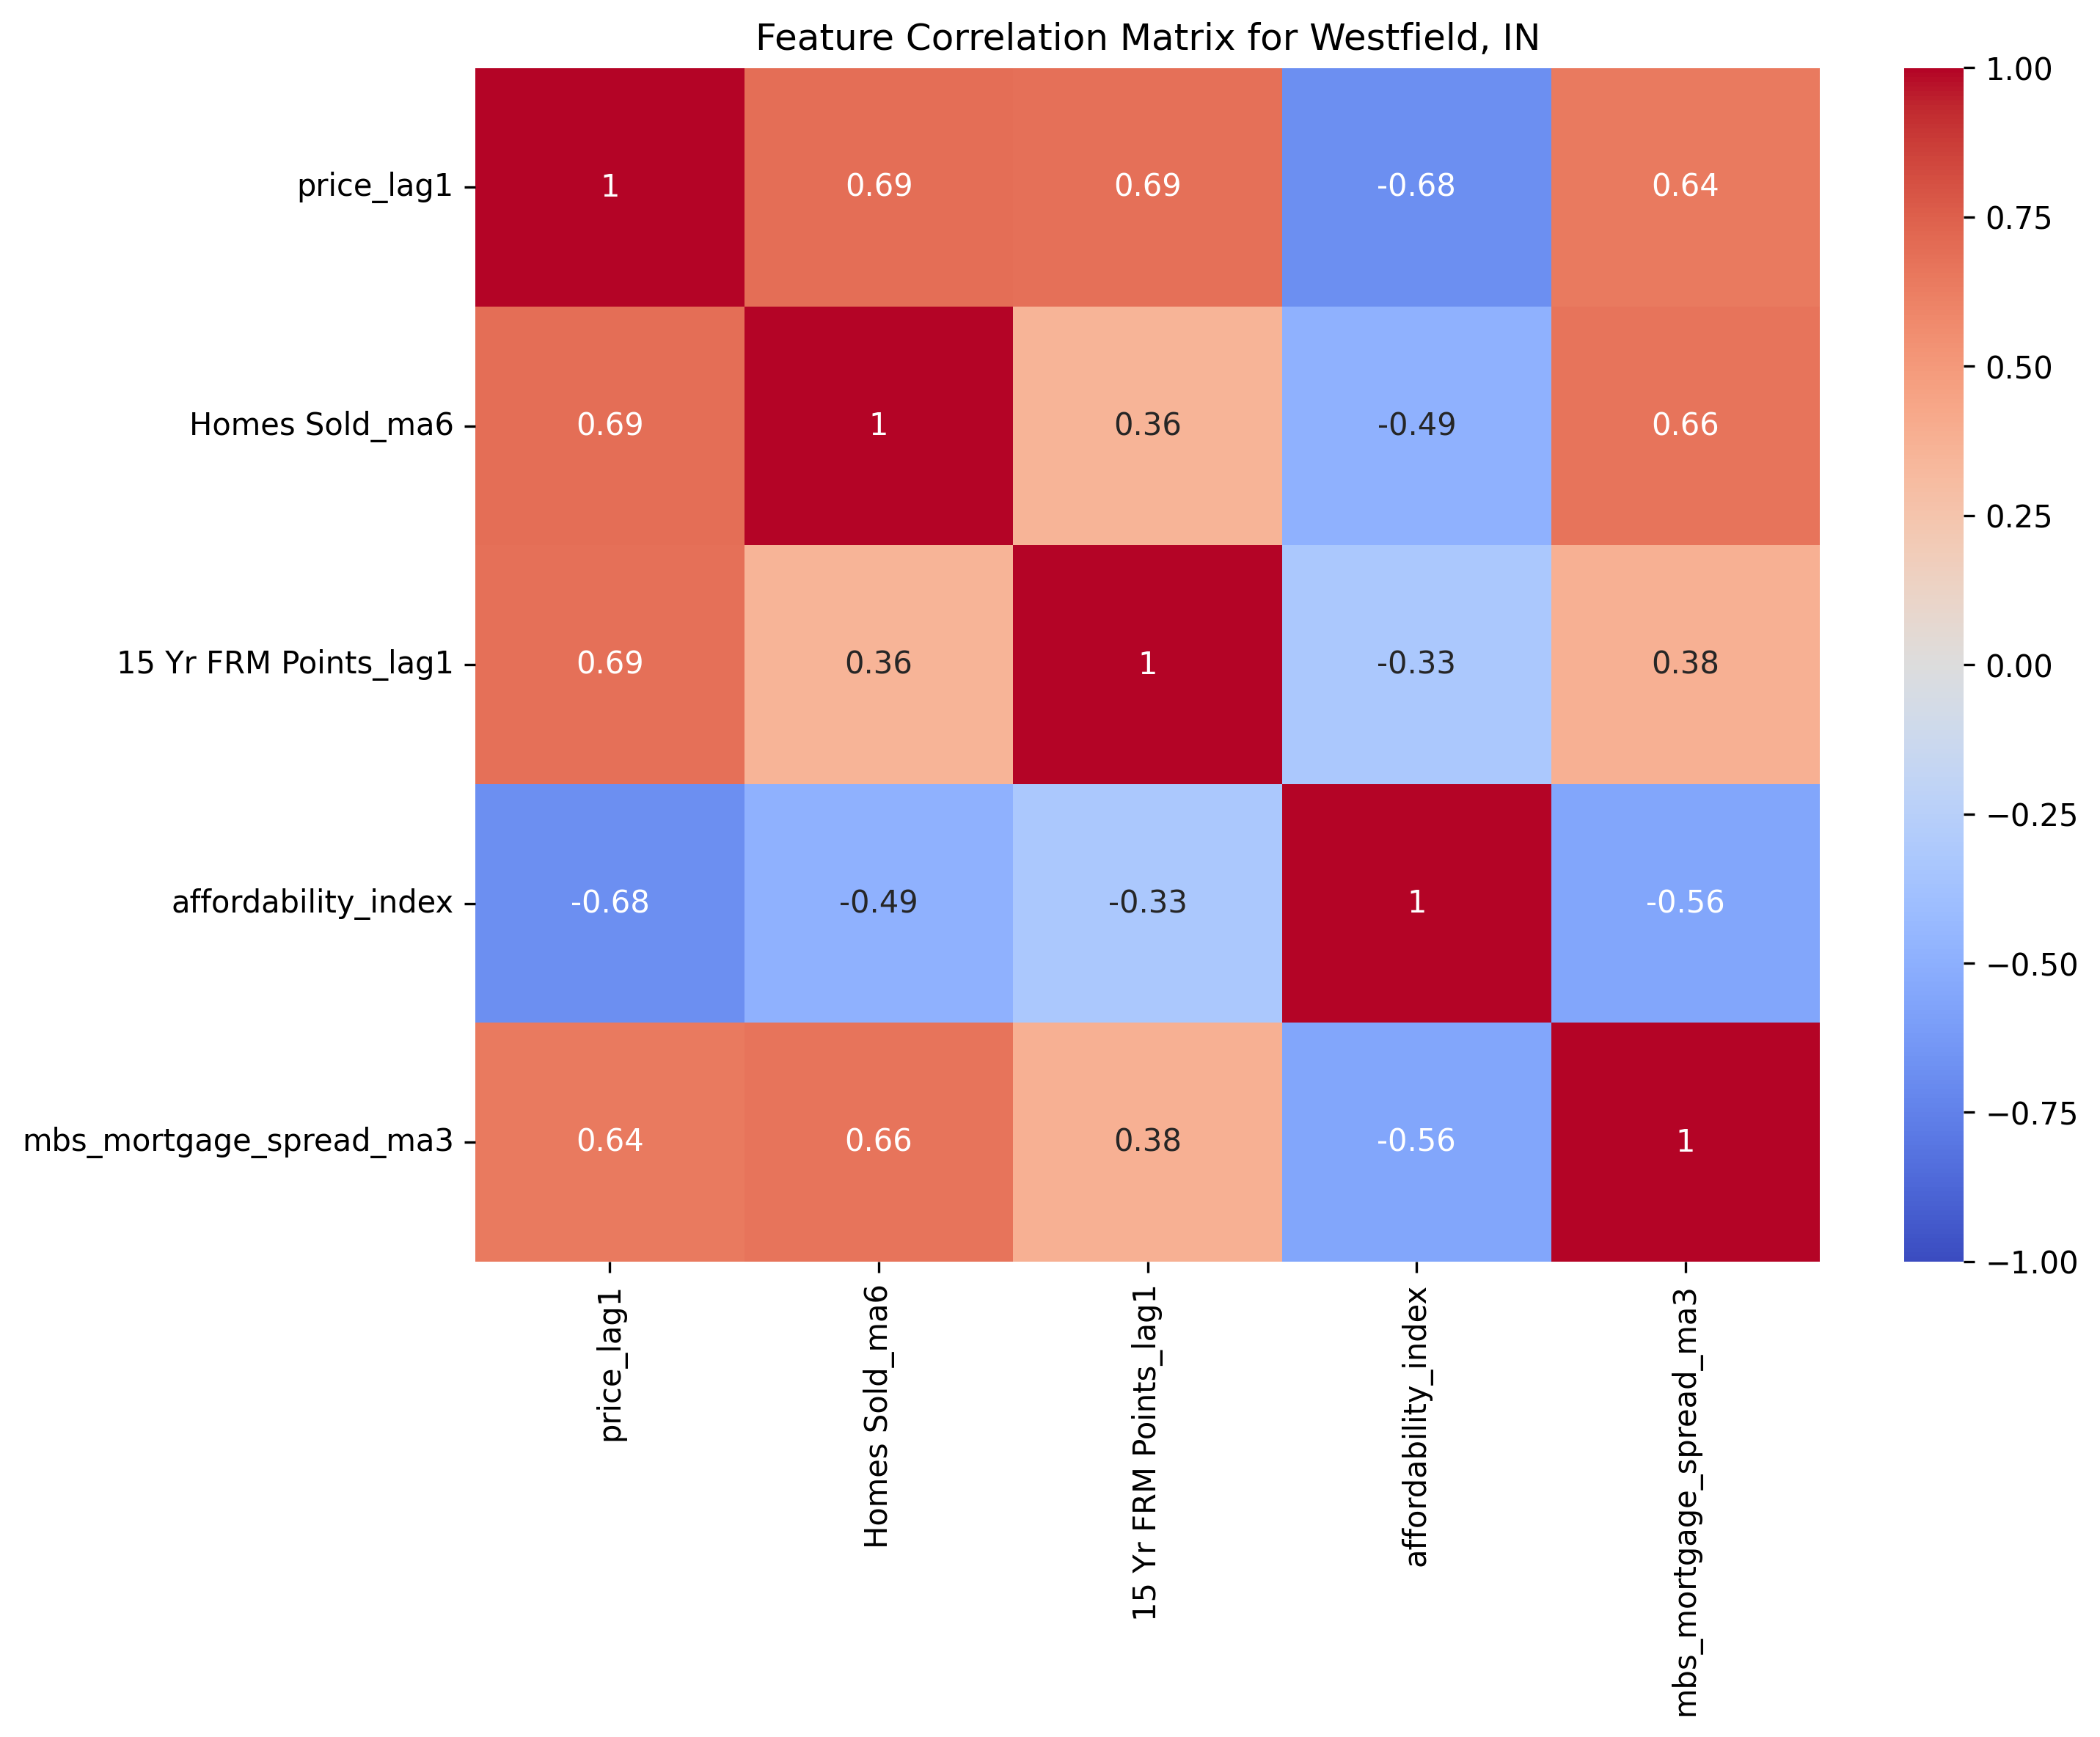 Feature Correlation Matrix for Westfield, IN
price_lag1 1 0.69 0.69 -0.68 0.64
Homes Sold_ma6 0.69 1 0.36 -0.49 0.66
15 Yr FRM Points_lag1 0.69 0.36 1 -0.33 0.38
affordability_index -0.68 -0.49 -0.33 1 -0.56
mbs_mortgage_spread_ma3 0.64 0.66 0.38 -0.56 1
price_lag1
Homes Sold_ma6
15 Yr FRM Points_lag1
affordability_index
mbs_mortgage_spread_ma3
1.00
0.75
0.50
0.25
0.00
−0.25
−0.50
−0.75
−1.00